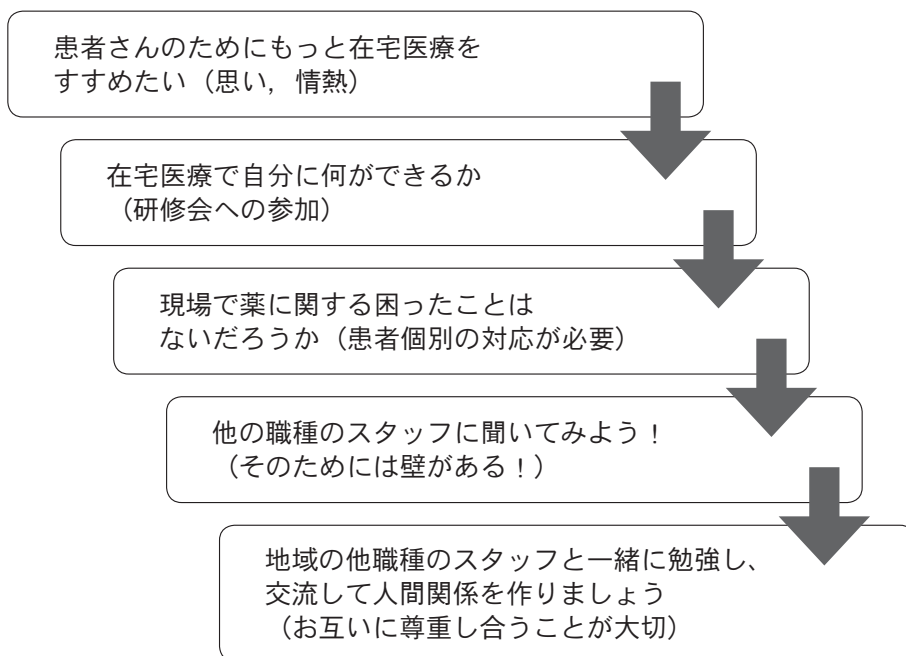 患者さんのためにもっと在宅医療を
すすめたい（思い，情熱）
在宅医療で自分に何ができるか
（研修会への参加）
現場で薬に関する困ったことは
ないだろうか（患者個別の対応が必要）
他の職種のスタッフに聞いてみよう！
（そのためには壁がある！）
地域の他職種のスタッフと一緒に勉強し、
交流して人間関係を作りましょう
（お互いに尊重し合うことが大切）